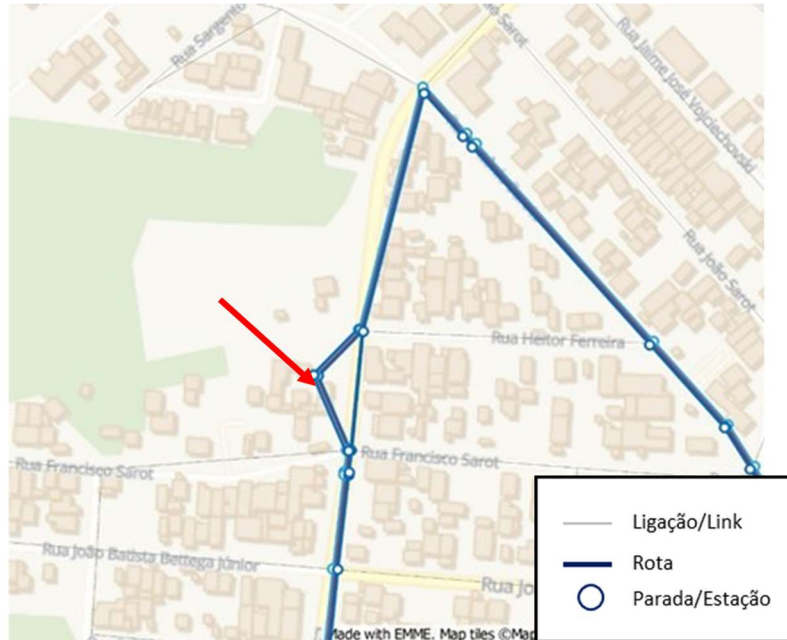 Rua Sargento
Sarot
Rua Jaime José Vojciechovski
Rua João Sarot
Rua Heitor Ferreira
Rua Francisco Sarot
Rua Francisco Sarot
Rua João Batista Bettega Júnior
Rua Jo
Ligação/Link
Rota
Parada/Estação
Made with EMME. Map tiles ©Map